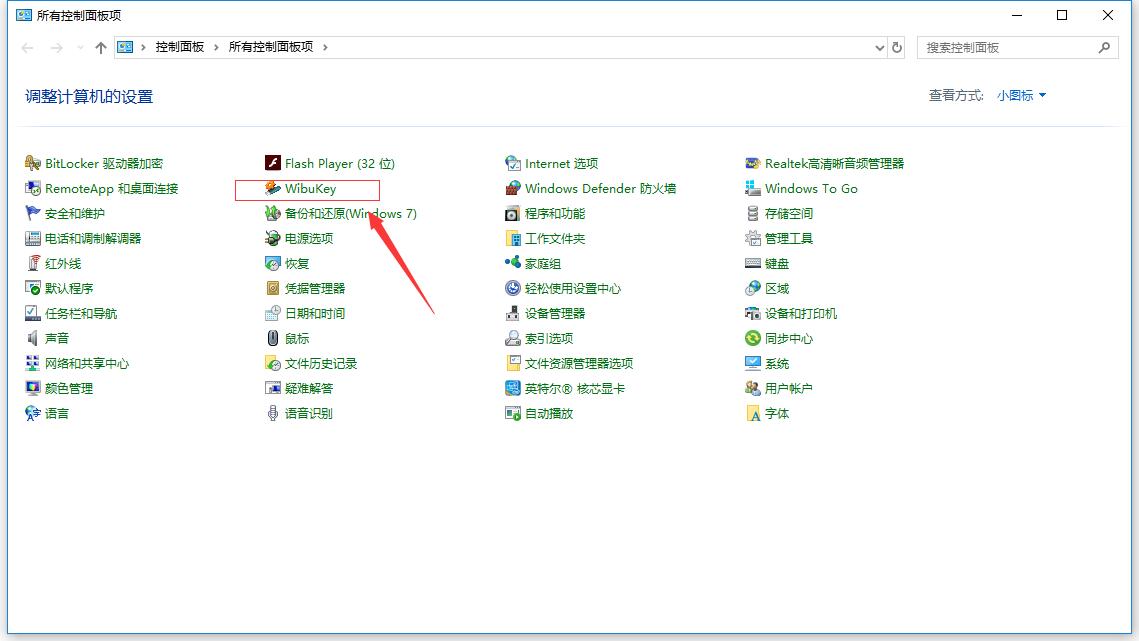 所有控制面板项
控制面板 所有控制面板项
搜索控制面板
调整计算机的设置
查看方式: 小图标
BitLocker 驱动器加密 Flash Player (32 位) Internet 选项 Realtek高清晰音频管理器
RemoteApp 和桌面连接 WibuKey Windows Defender 防火墙 Windows To Go
安全和维护 备份和还原(Windows 7) 程序和功能 存储空间
电话和调制解调器 电源选项 工作文件夹 管理工具
红外线 恢复 家庭组 键盘
默认程序 凭据管理器 轻松使用设置中心 区域
任务栏和导航 日期和时间 设备管理器 设备和打印机
声音 鼠标 索引选项 同步中心
网络和共享中心 文件历史记录 文件资源管理器选项 系统
颜色管理 疑难解答 英特尔® 核芯显卡 用户帐户
语言 语音识别 自动播放 字体